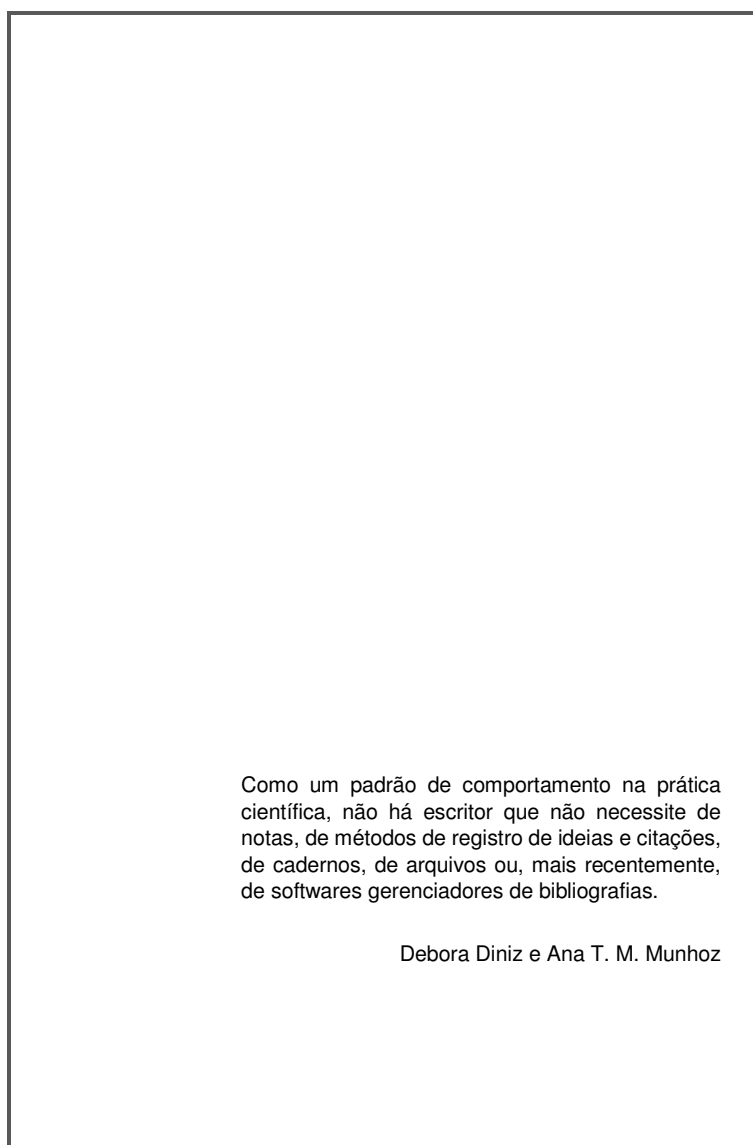 Como um padrão de comportamento na prática
científica, não há escritor que não necessite de
notas, de métodos de registro de ideias e citações,
de cadernos, de arquivos ou, mais recentemente,
de softwares gerenciadores de bibliografias.
Debora Diniz e Ana T. M. Munhoz